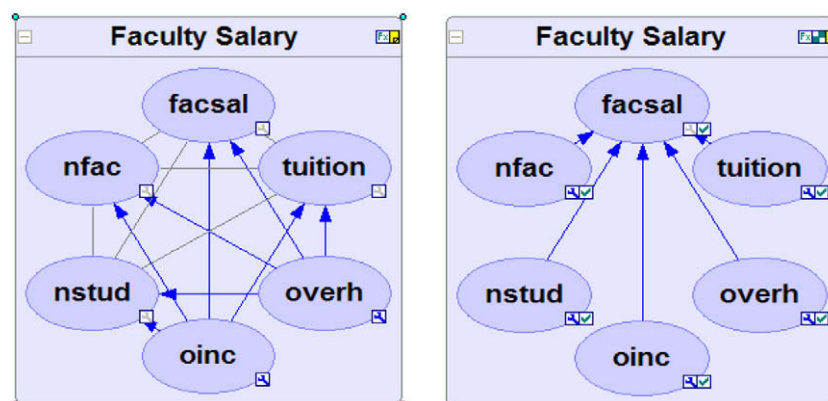 Faculty Salary
facsal
nfac
tuition
nstud
overh
oinc
Faculty Salary
facsal
nfac
tuition
nstud
overh
oinc